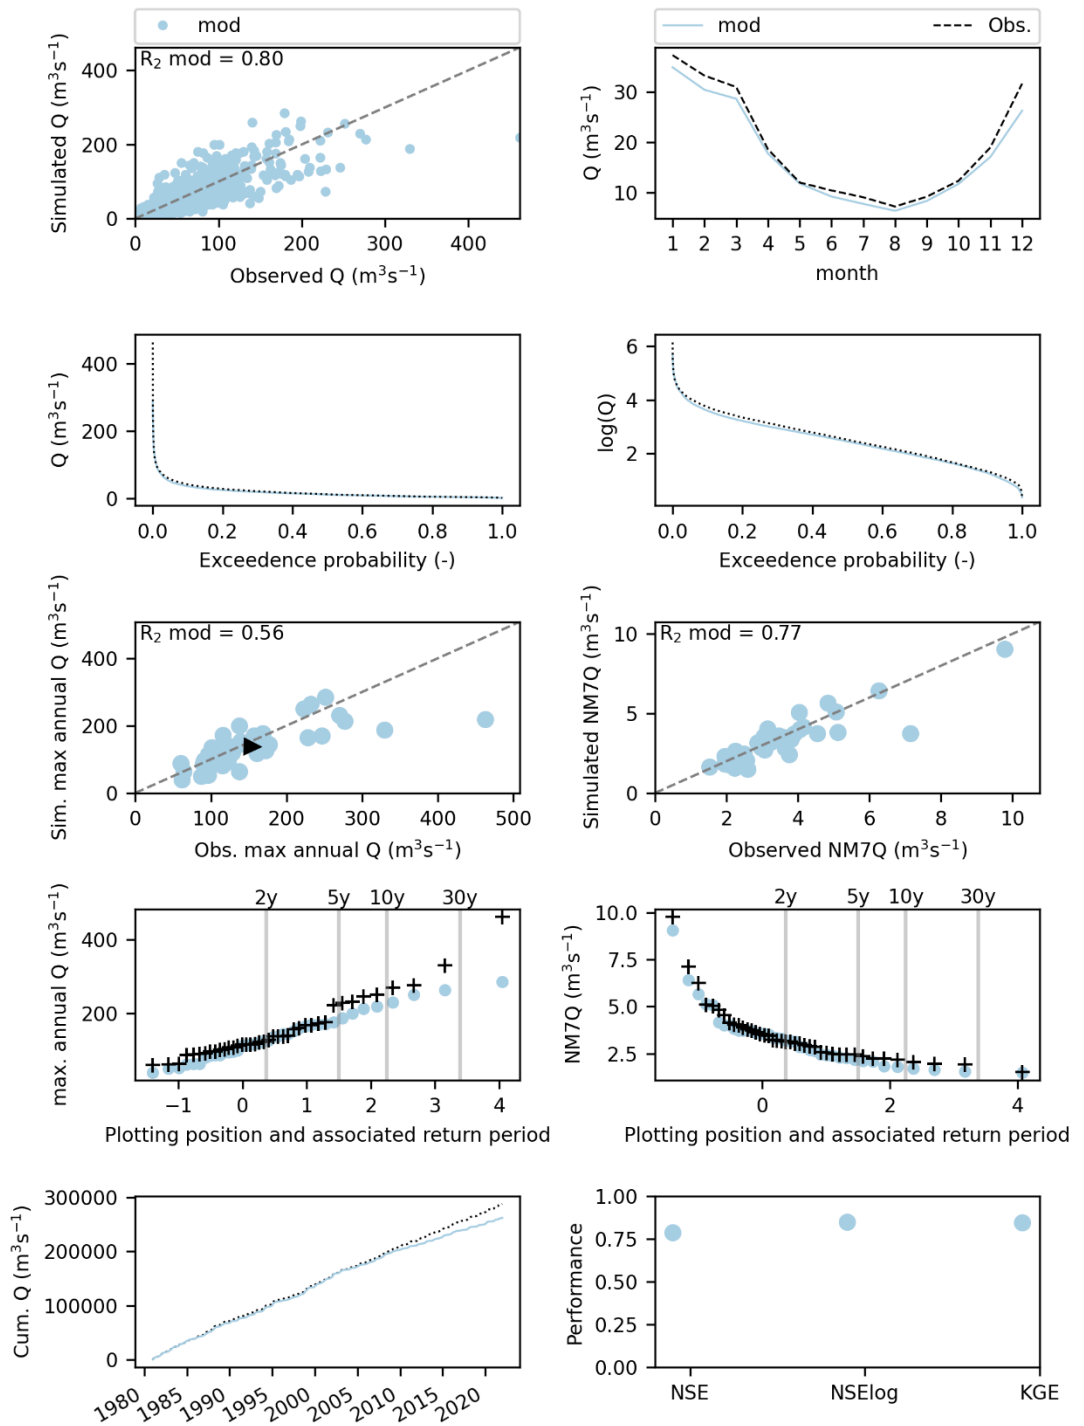 mod
R₂ mod = 0.80
Simulated Q (m³s⁻¹)
400
200
0
0 100 200 300 400
Observed Q (m³s⁻¹)
mod Obs.
Q (m³s⁻¹)
30
20
10
1 2 3 4 5 6 7 8 9 10 11 12
month
Q (m³s⁻¹)
400
200
0
0.0 0.2 0.4 0.6 0.8 1.0
Exceedence probability (-)
log(Q)
6
4
2
0.0 0.2 0.4 0.6 0.8 1.0
Exceedence probability (-)
R₂ mod = 0.56
Sim. max annual Q (m³s⁻¹)
400
200
0
0 100 200 300 400 500
Obs. max annual Q (m³s⁻¹)
R₂ mod = 0.77
Simulated NM7Q (m³s⁻¹)
10
5
0
0 2 4 6 8 10
Observed NM7Q (m³s⁻¹)
2y 5y 10y 30y
max. annual Q (m³s⁻¹)
400
200
−1 0 1 2 3 4
Plotting position and associated return period
2y 5y 10y 30y
NM7Q (m³s⁻¹)
10.0
7.5
5.0
2.5
0 2 4
Plotting position and associated return period
Cum. Q (m³s⁻¹)
300000
200000
100000
0
1980 1985 1990 1995 2000 2005 2010 2015 2020
Performance
1.00
0.75
0.50
0.25
0.00
NSE NSElog KGE